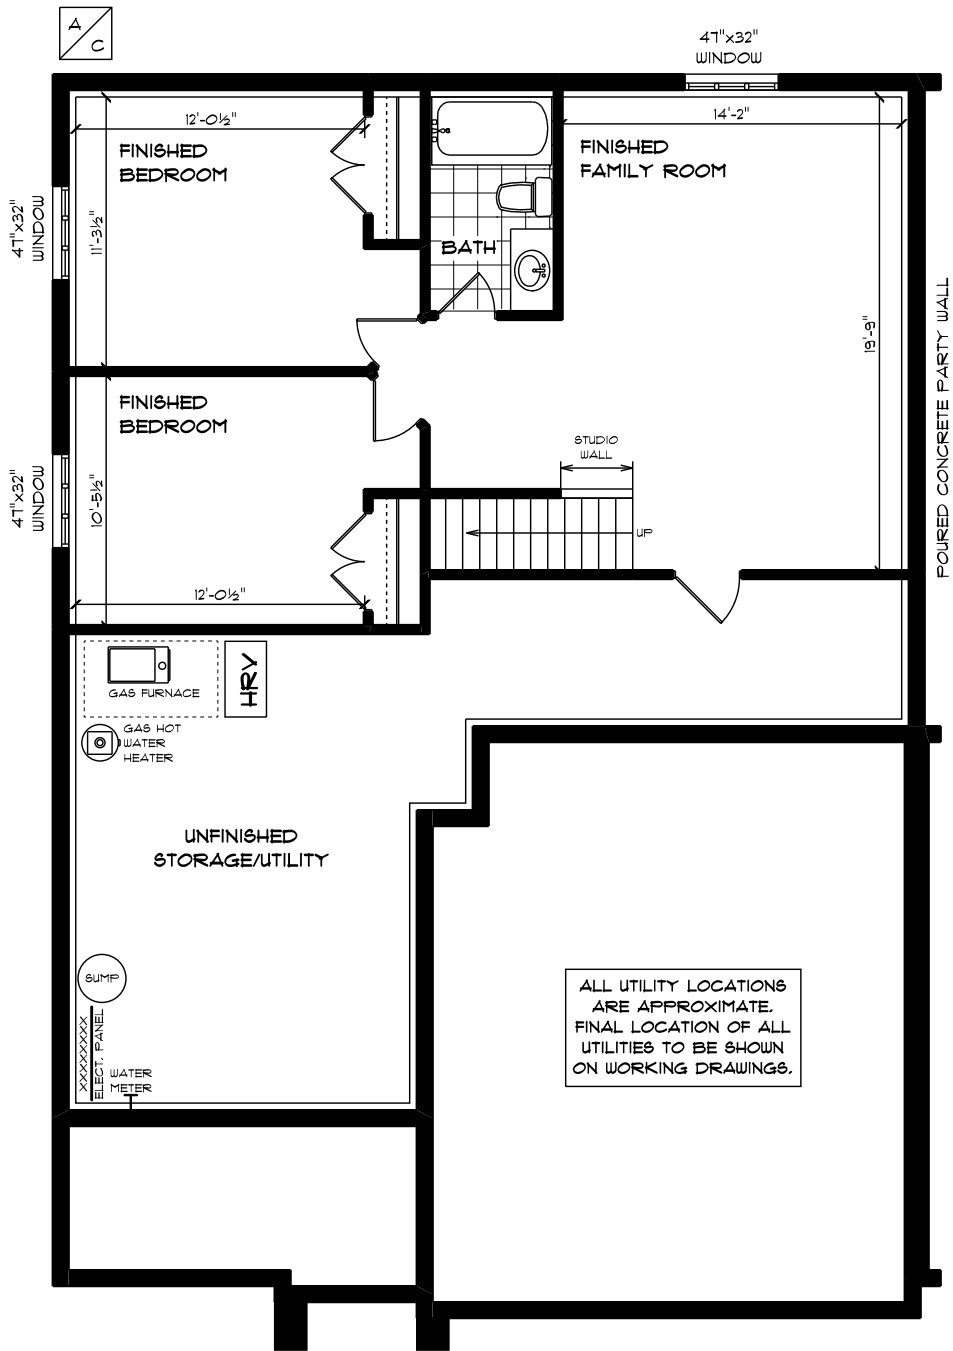 A
C
47"x32"
WINDOW
12'-0½"
14'-2"
FINISHED
BEDROOM
FINISHED
FAMILY ROOM
47"x32"
WINDOW
11'-3½"
BATH
19'-9"
POURED CONCRETE PARTY WALL
FINISHED
BEDROOM
STUDIO
WALL
47"x32"
WINDOW
10'-5½"
UP
12'-0½"
GAS FURNACE
HRV
GAS HOT
WATER
HEATER
UNFINISHED
STORAGE/UTILITY
SUMP
ELECT. PANEL
XXXXXXXXX
WATER
METER
ALL UTILITY LOCATIONS
ARE APPROXIMATE.
FINAL LOCATION OF ALL
UTILITIES TO BE SHOWN
ON WORKING DRAWINGS.